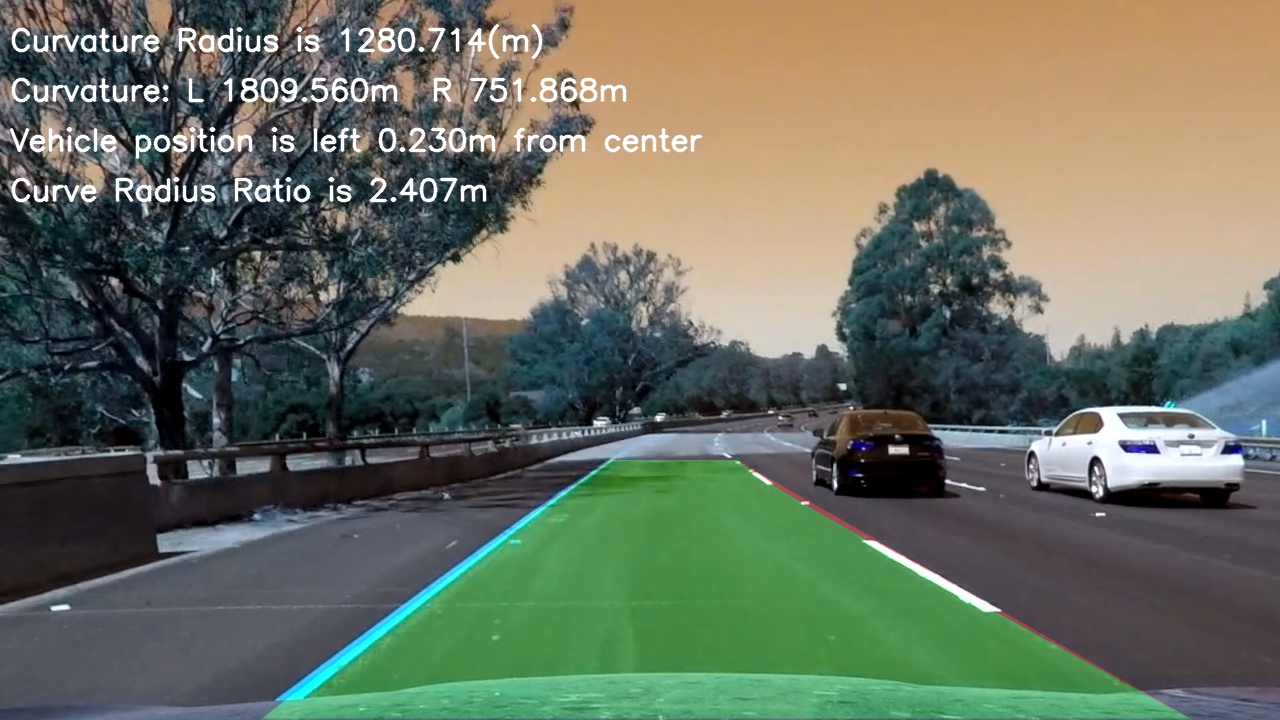 Curvature Radius is 1280.714(m)
Curvature: L 1809.560m R 751.868m
Vehicle position is left 0.230m from center
Curve Radius Ratio is 2.407m